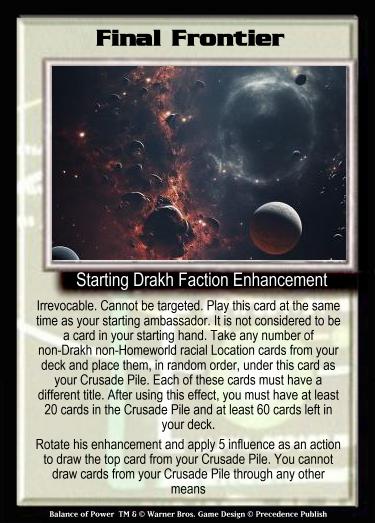 Final Frontier
Starting Drakh Faction Enhancement
Irrevocable. Cannot be targeted. Play this card at the same
time as your starting ambassador. It is not considered to be
a card in your starting hand. Take any number of
non-Drakh non-Homeworld racial Location cards from your
deck and place them, in random order, under this card as
your Crusade Pile. Each of these cards must have a
different title. After using this effect, you must have at least
20 cards in the Crusade Pile and at least 60 cards left in
your deck.
Rotate his enhancement and apply 5 influence as an action
to draw the top card from your Crusade Pile. You cannot
draw cards from your Crusade Pile through any other
means
Balance of Power TM & © Warner Bros. Game Design © Precedence Publish